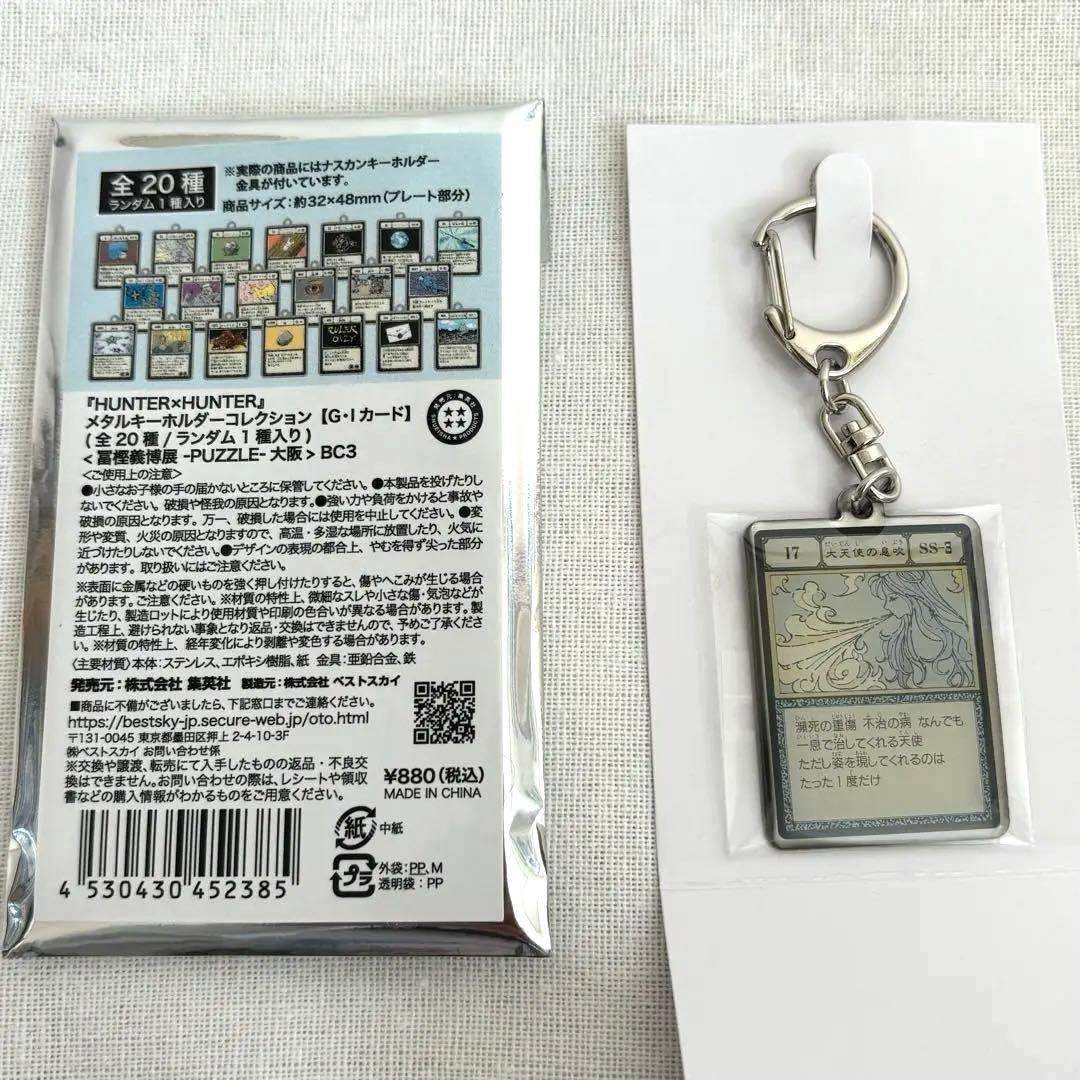 全20種
ランダム1種入り
※実際の商品にはナスカンキーホルダー
金具が付いています。
商品サイズ：約32×48mm（プレート部分）
RULER
ONLY
『HUNTER×HUNTER』
メタルキーホルダーコレクション【G・Iカード】
(全20種/ランダム1種入り)
<冨樫義博展 -PUZZLE- 大阪> BC3
<ご使用上の注意>
●小さなお子様の手の届かないところに保管してください。●本製品を投げたりし
ないでください。破損や怪我の原因となります。●強い力や負荷をかけると事故や
破損の原因となります。万一、破損した場合には使用を中止してください。●変
形や変質、火災の原因となりますので、高温・多湿な場所に放置したり、火気に
近づけたりしないでください。●デザインの表現の都合上、やむを得ず尖った部分
があります。取り扱いにはご注意ください。
※表面に金属などの硬いものを強く押し付けたりすると、傷やへこみが生じる場合
があります。ご注意ください。※材質の特性上、微細なスレや小さな傷・気泡などが
生じたり、製造ロットにより使用材質や印刷の色合いが異なる場合があります。製
造工程上、避けられない事象となり返品・交換はできませんので、予めご了承くださ
い。※材質の特性上、経年変化により剥離や変色する場合があります。
〈主要材質〉本体：ステンレス、エポキシ樹脂、紙 金具：亜鉛合金、鉄
発売元：株式会社 集英社 製造元：株式会社 ベストスカイ
■商品に不備がございましたら、下記窓口までご連絡ください。
https://bestsky-jp.secure-web.jp/oto.html
〒131-0045 東京都墨田区押上 2-4-10-3F
㈱ベストスカイ お問い合わせ係
※交換や譲渡、転売にて入手したものの返品・不良交
換はできません。お問い合わせの際は、レシートや領収
書などの購入情報がわかるものをご用意ください。
¥880(税込)
MADE IN CHINA
紙 中紙
プラ 外袋：PP、M
透明袋：PP
4 530430 452385
17 大天使の息吹 SS-3
瀕死の重傷 不治の病 なんでも
一息で治してくれる天使
ただし姿を現してくれるのは
たった1度だけ